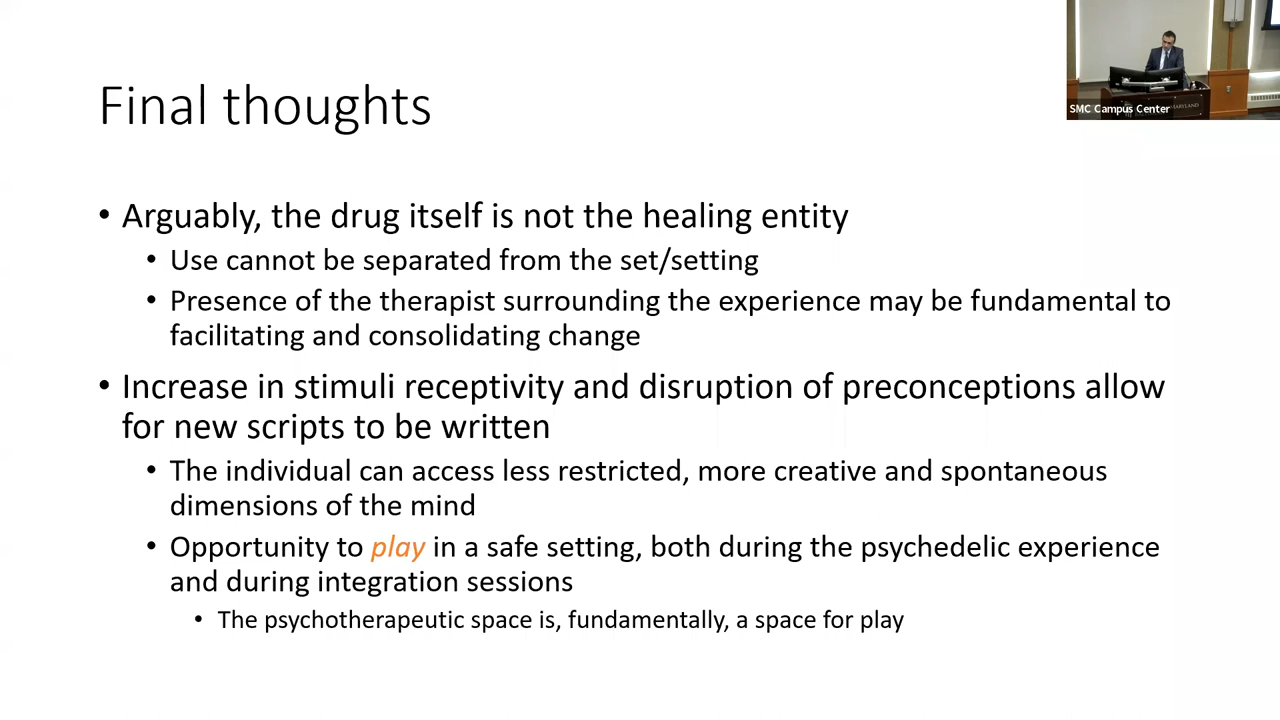 Final thoughts
• Arguably, the drug itself is not the healing entity
• Use cannot be separated from the set/setting
• Presence of the therapist surrounding the experience may be fundamental to
facilitating and consolidating change
• Increase in stimuli receptivity and disruption of preconceptions allow
for new scripts to be written
• The individual can access less restricted, more creative and spontaneous
dimensions of the mind
• Opportunity to play in a safe setting, both during the psychedelic experience
and during integration sessions
• The psychotherapeutic space is, fundamentally, a space for play
SMC Campus Center